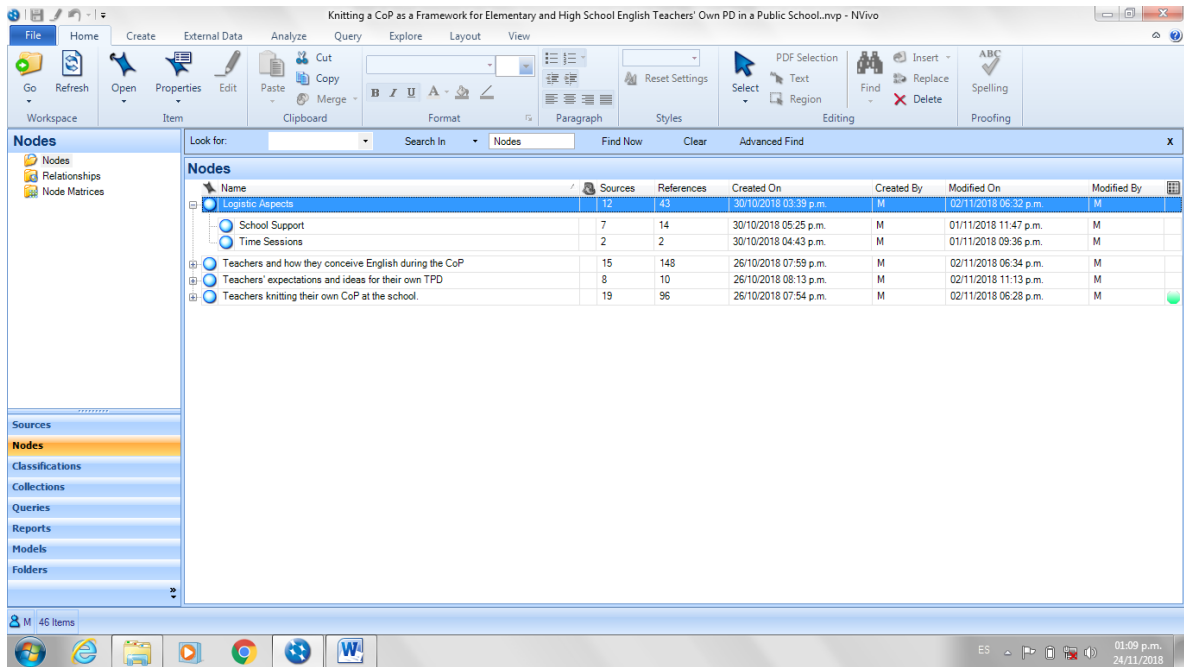 Knitting a CoP as a Framework for Elementary and High School English Teachers' Own PD in a Public School..nvp - NVivo
File Home Create External Data Analyze Query Explore Layout View
Go Refresh Open Properties Edit Paste Cut Copy Merge Reset Settings Select PDF Selection Text Region Find Insert Replace Delete ABC Spelling
B I U A
Workspace Item Clipboard Format Paragraph Styles Editing Proofing
Nodes
Nodes
Relationships
Node Matrices
Look for: Search In Nodes Find Now Clear Advanced Find x
Nodes
Name Sources References Created On Created By Modified On Modified By
Logistic Aspects 12 43 30/10/2018 03:39 p.m. M 02/11/2018 06:32 p.m. M
School Support 7 14 30/10/2018 05:25 p.m. M 01/11/2018 11:47 p.m. M
Time Sessions 2 2 30/10/2018 04:43 p.m. M 01/11/2018 09:36 p.m. M
Teachers and how they conceive English during the CoP 15 148 26/10/2018 07:59 p.m. M 02/11/2018 06:34 p.m. M
Teachers' expectations and ideas for their own TPD 8 10 26/10/2018 08:13 p.m. M 02/11/2018 11:13 p.m. M
Teachers knitting their own CoP at the school. 19 96 26/10/2018 07:54 p.m. M 02/11/2018 06:28 p.m. M
Sources
Nodes
Classifications
Collections
Queries
Reports
Models
Folders
M 46 Items
ES 01:09 p.m.
24/11/2018